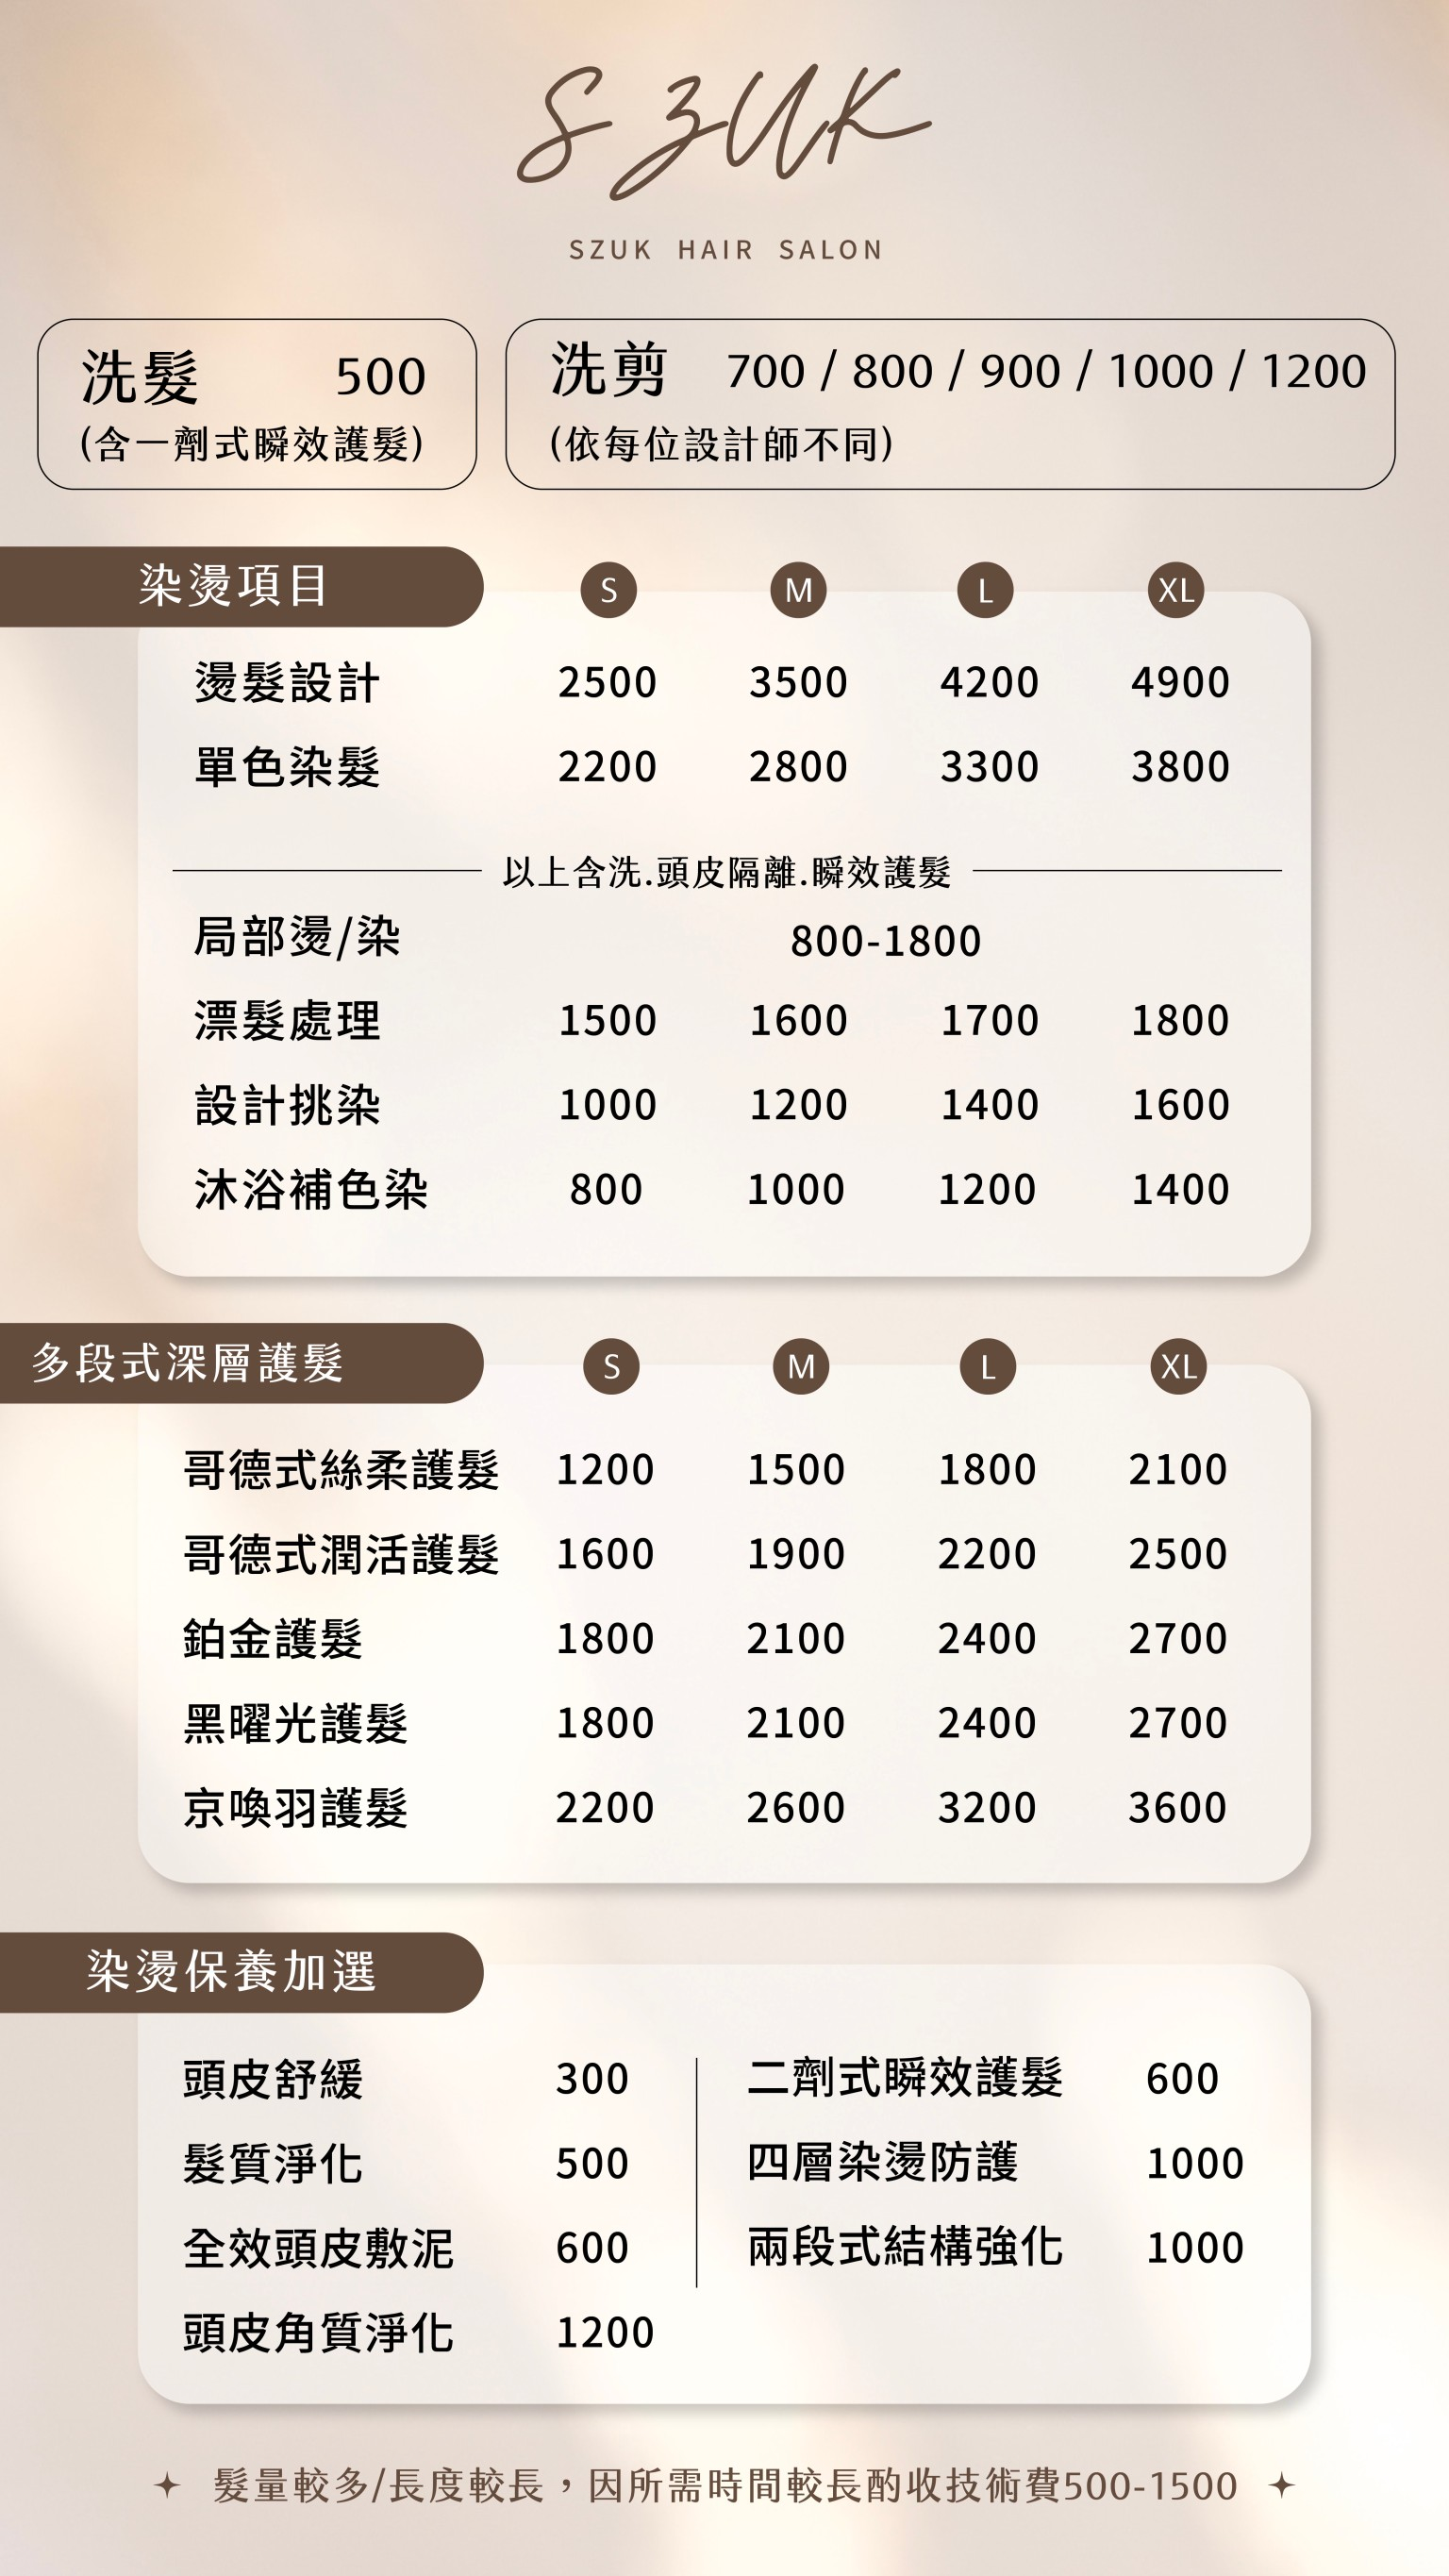 SZUK
SZUK HAIR SALON
洗髮 500
(含一劑式瞬效護髮)
洗剪 700 / 800 / 900 / 1000 / 1200
(依每位設計師不同)
染燙項目 S M L XL
燙髮設計 2500 3500 4200 4900
單色染髮 2200 2800 3300 3800
以上含洗.頭皮隔離.瞬效護髮
局部燙/染 800-1800
漂髮處理 1500 1600 1700 1800
設計挑染 1000 1200 1400 1600
沐浴補色染 800 1000 1200 1400
多段式深層護髮 S M L XL
哥德式絲柔護髮 1200 1500 1800 2100
哥德式潤活護髮 1600 1900 2200 2500
鉑金護髮 1800 2100 2400 2700
黑曜光護髮 1800 2100 2400 2700
京喚羽護髮 2200 2600 3200 3600
染燙保養加選
頭皮舒緩 300
髮質淨化 500
全效頭皮敷泥 600
頭皮角質淨化 1200
二劑式瞬效護髮 600
四層染燙防護 1000
兩段式結構強化 1000
髮量較多/長度較長，因所需時間較長酌收技術費500-1500